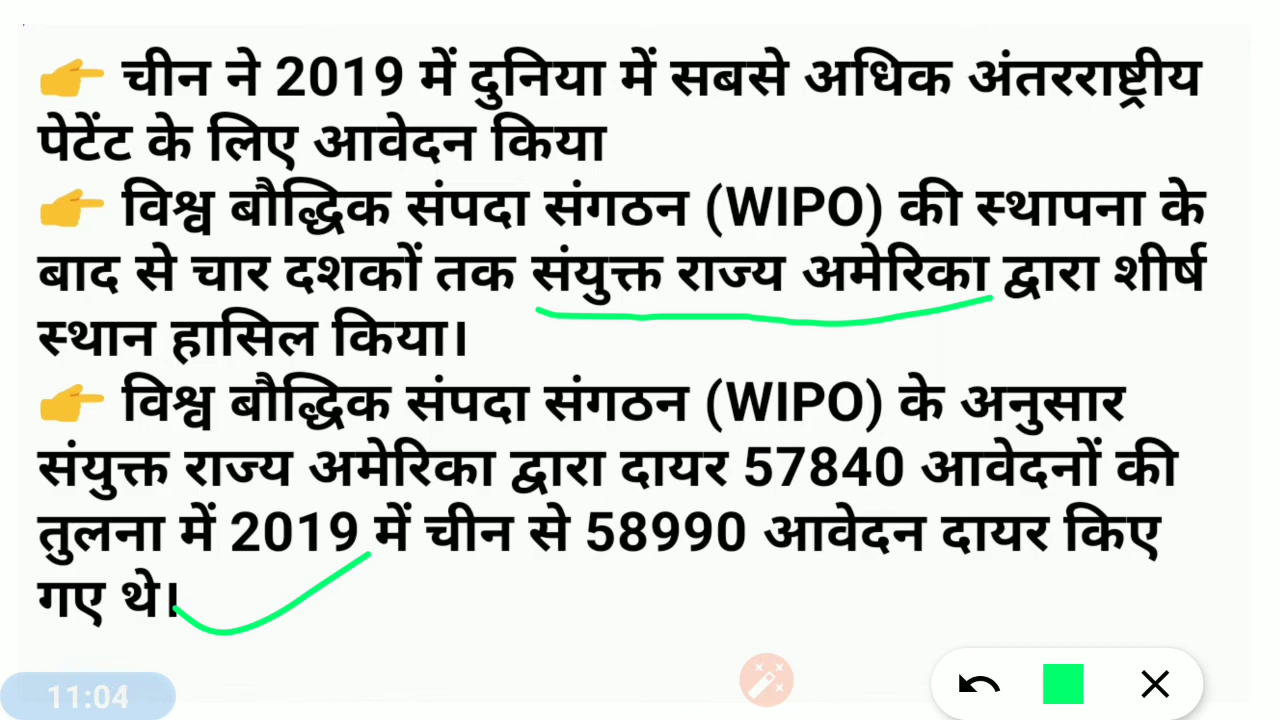 👉 चीन ने 2019 में दुनिया में सबसे अधिक अंतरराष्ट्रीय
पेटेंट के लिए आवेदन किया
👉 विश्व बौद्धिक संपदा संगठन (WIPO) की स्थापना के
बाद से चार दशकों तक संयुक्त राज्य अमेरिका द्वारा शीर्ष
स्थान हासिल किया।
👉 विश्व बौद्धिक संपदा संगठन (WIPO) के अनुसार
संयुक्त राज्य अमेरिका द्वारा दायर 57840 आवेदनों की
तुलना में 2019 में चीन से 58990 आवेदन दायर किए
गए थे।
11:04